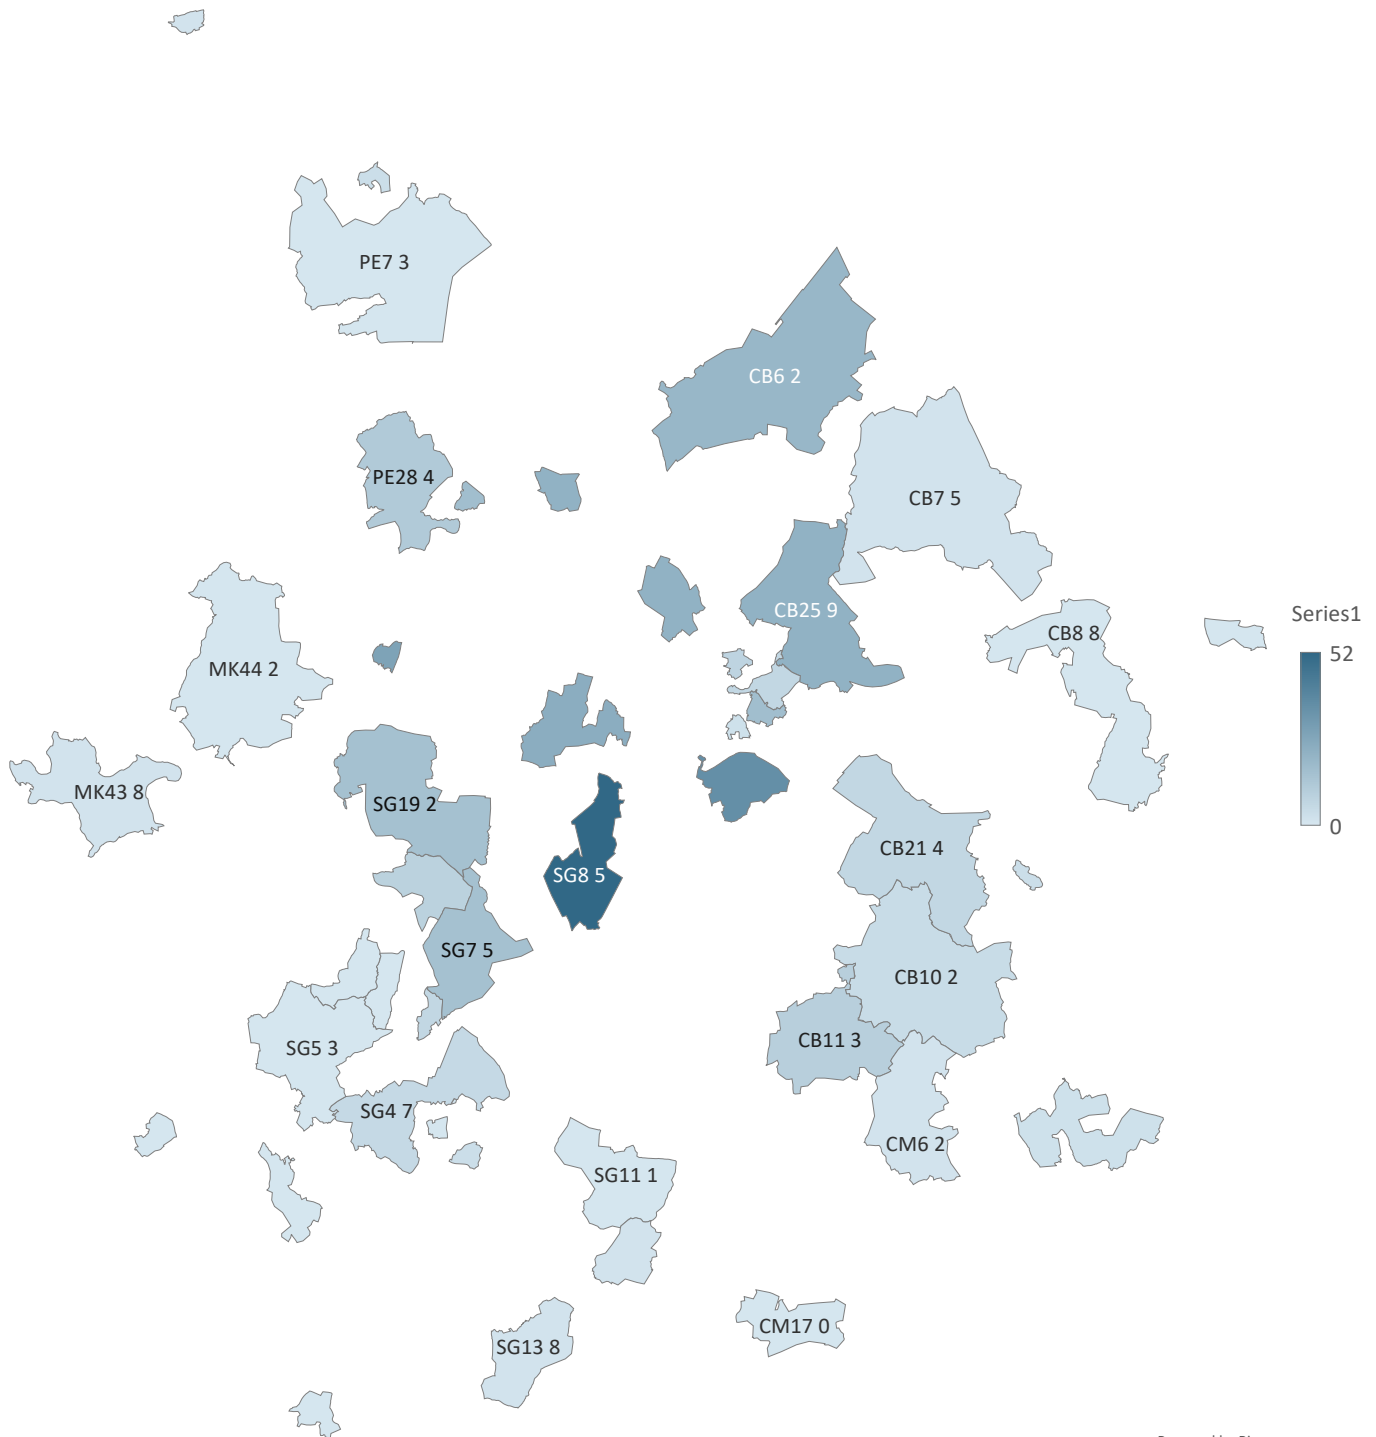 PE7 3
CB6 2
PE28 4
CB7 5
CB25 9
Series1
CB8 8
52
MK44 2
MK43 8
SG19 2
0
CB21 4
SG8 5
SG7 5
CB10 2
CB11 3
SG5 3
SG4 7
CM6 2
SG11 1
CM17 0
SG13 8